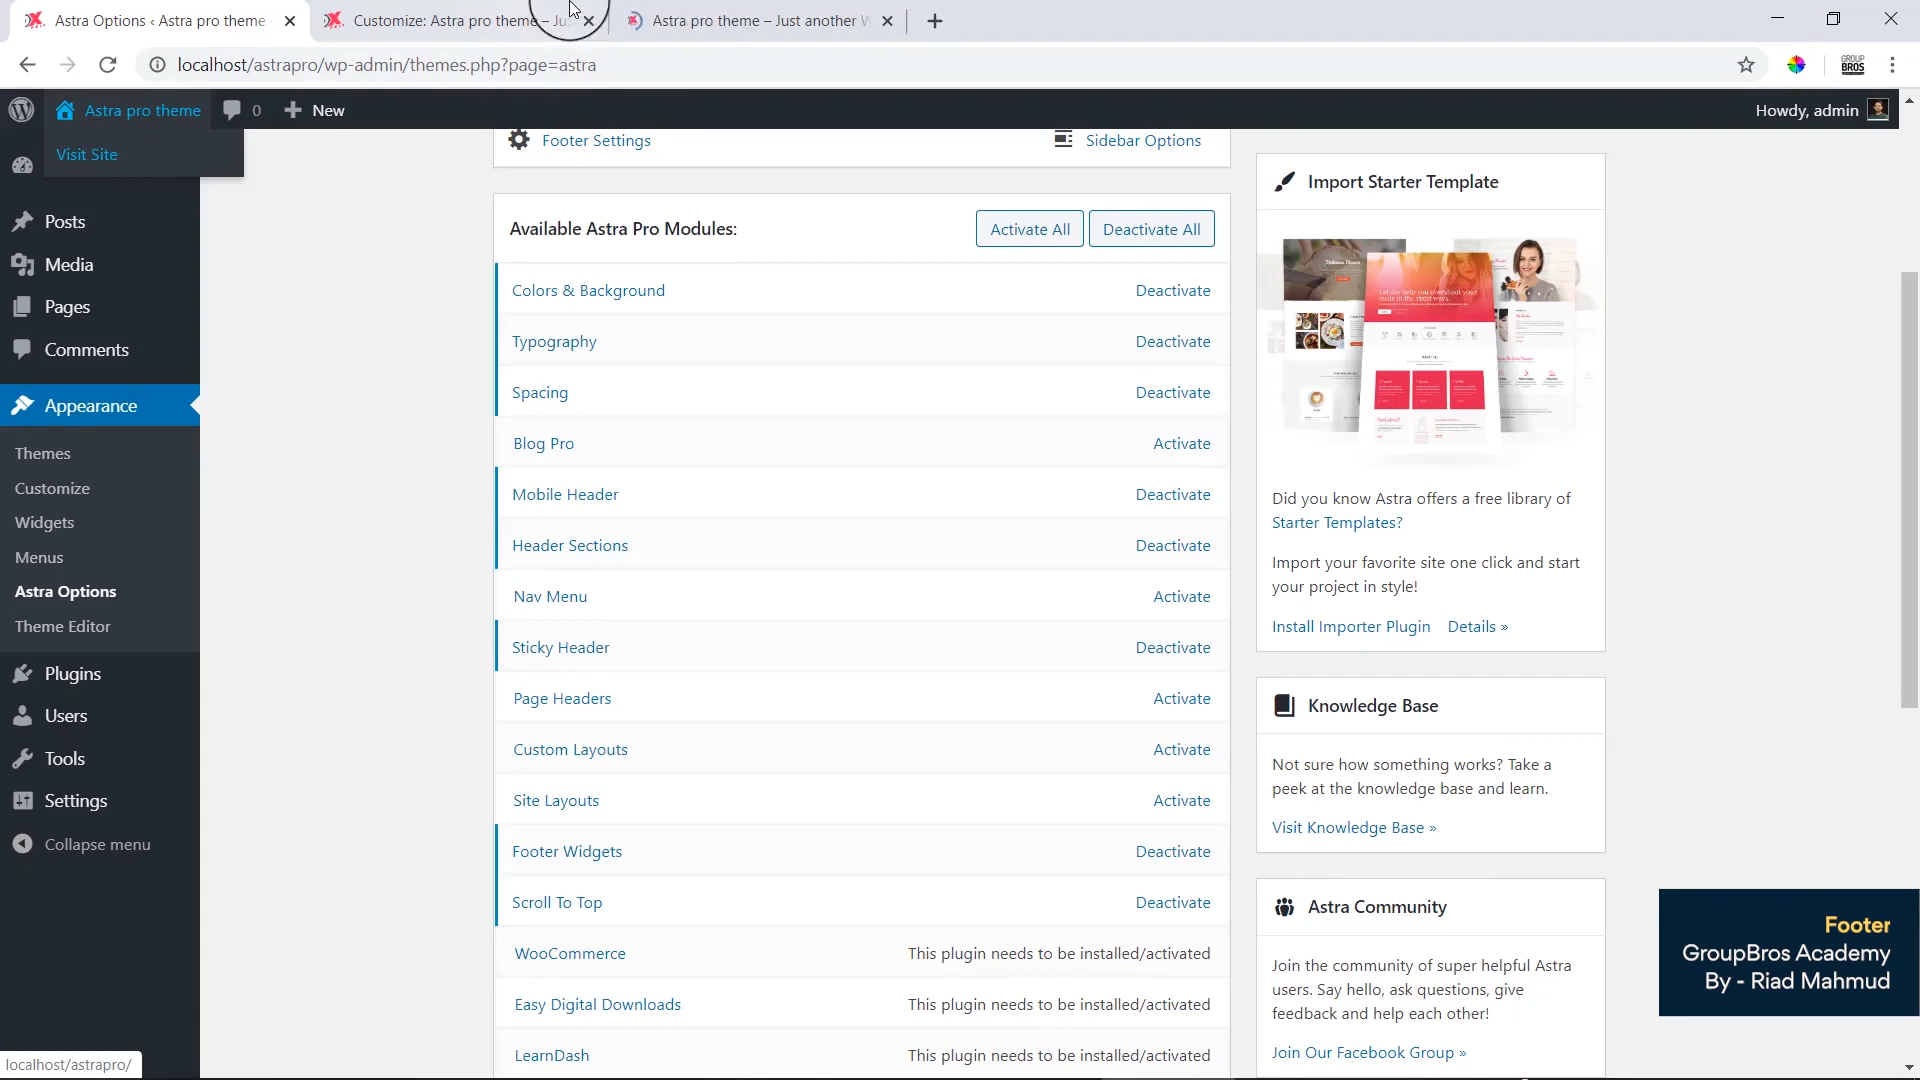 Astra Options ‹ Astra pro theme
Customize: Astra pro theme – Ju
Astra pro theme – Just another W
localhost/astrapro/wp-admin/themes.php?page=astra
GROUP
BROS
Astra pro theme
0
New
Howdy, admin
Visit Site
Posts
Media
Pages
Comments
Appearance
Themes
Customize
Widgets
Menus
Astra Options
Theme Editor
Plugins
Users
Tools
Settings
Collapse menu
localhost/astrapro/
Footer Settings
Sidebar Options
Available Astra Pro Modules:
Activate All
Deactivate All
Colors & Background Deactivate
Typography Deactivate
Spacing Deactivate
Blog Pro Activate
Mobile Header Deactivate
Header Sections Deactivate
Nav Menu Activate
Sticky Header Deactivate
Page Headers Activate
Custom Layouts Activate
Site Layouts Activate
Footer Widgets Deactivate
Scroll To Top Deactivate
WooCommerce This plugin needs to be installed/activated
Easy Digital Downloads This plugin needs to be installed/activated
LearnDash This plugin needs to be installed/activated
Import Starter Template
Did you know Astra offers a free library of
Starter Templates?
Import your favorite site one click and start
your project in style!
Install Importer Plugin Details »
Knowledge Base
Not sure how something works? Take a
peek at the knowledge base and learn.
Visit Knowledge Base »
Astra Community
Join the community of super helpful Astra
users. Say hello, ask questions, give
feedback and help each other!
Join Our Facebook Group »
Footer
GroupBros Academy
By - Riad Mahmud